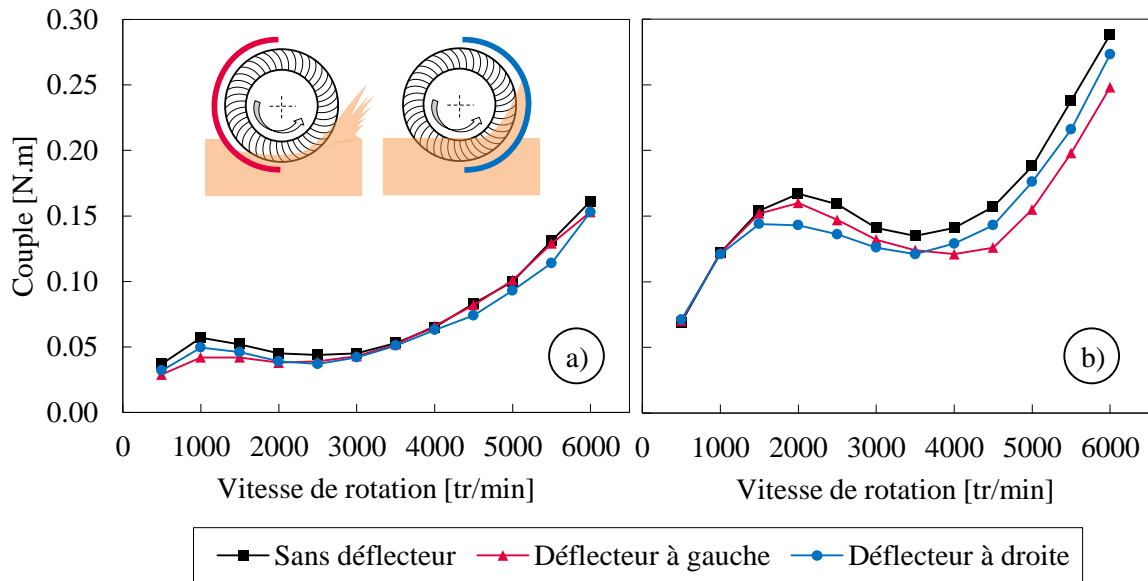 0.30
0.25
0.20
0.15
0.10
0.05
0.00
Couple [N.m]
a)
b)
0 1000 2000 3000 4000 5000 6000
0 1000 2000 3000 4000 5000 6000
Vitesse de rotation [tr/min]
Vitesse de rotation [tr/min]
Sans déflecteur Déflecteur à gauche Déflecteur à droite